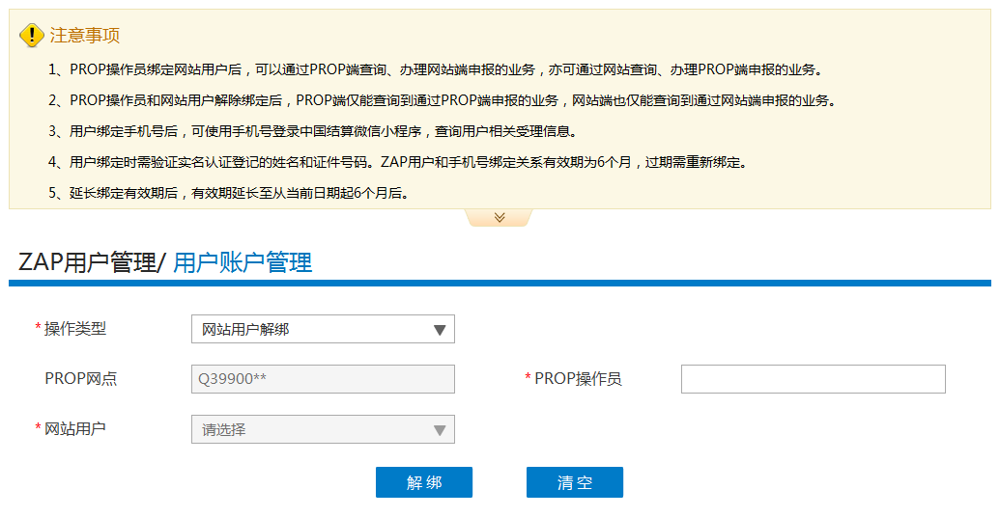 注意事项
1、PROP操作员绑定网站用户后，可以通过PROP端查询、办理网站端申报的业务，亦可通过网站查询、办理PROP端申报的业务。
2、PROP操作员和网站用户解除绑定后，PROP端仅能查询到通过PROP端申报的业务，网站端也仅能查询到通过网站端申报的业务。
3、用户绑定手机号后，可使用手机号登录中国结算微信小程序，查询用户相关受理信息。
4、用户绑定时需验证实名认证登记的姓名和证件号码。ZAP用户和手机号绑定关系有效期为6个月，过期需重新绑定。
5、延长绑定有效期后，有效期延长至从当前日期起6个月后。
ZAP用户管理/ 用户账户管理
*操作类型 网站用户解绑
PROP网点 Q39900** *PROP操作员
*网站用户 请选择
解绑 清空